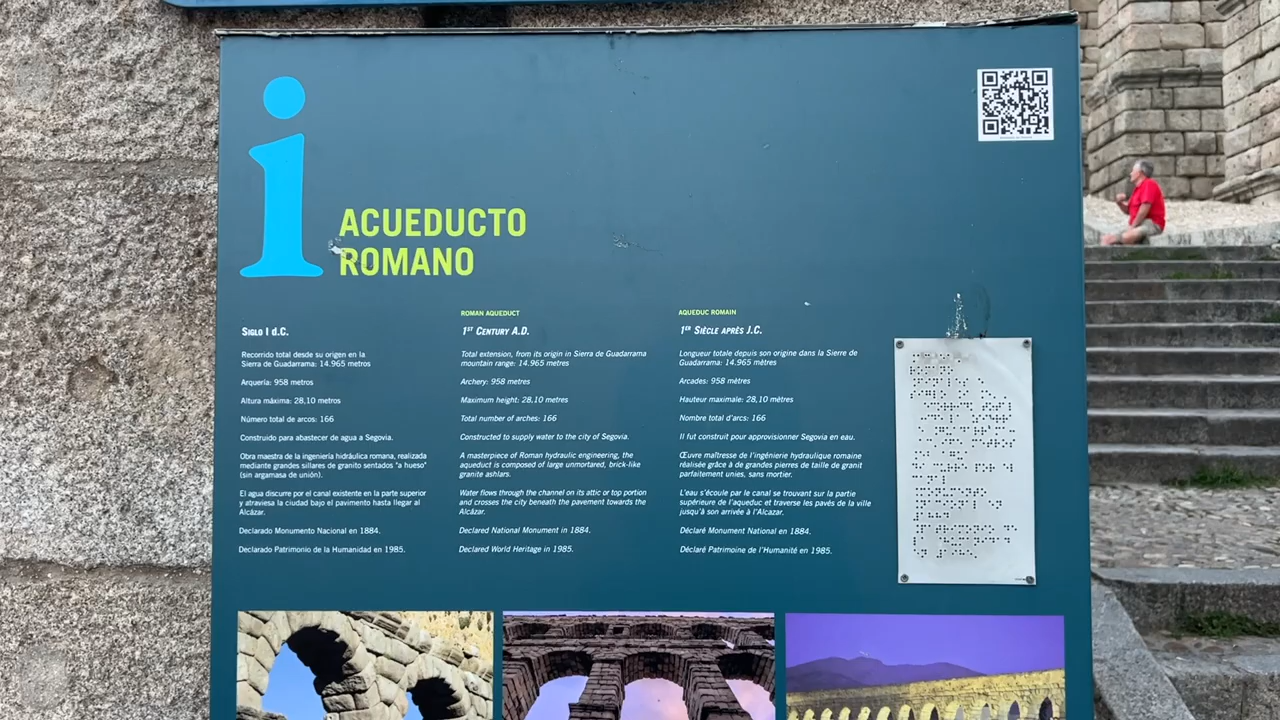 i
ACUEDUCTO
ROMANO
SIGLO I d.C.
Recorrido total desde su origen en la
Sierra de Guadarrama: 14.965 metros
Arquería: 958 metros
Altura máxima: 28,10 metros
Número total de arcos: 166
Construido para abastecer de agua a Segovia.
Obra maestra de la ingeniería hidráulica romana, realizada
mediante grandes sillares de granito sentados "a hueso"
(sin argamasa de unión).
El agua discurre por el canal existente en la parte superior
y atraviesa la ciudad bajo el pavimento hasta llegar al
Alcázar.
Declarado Monumento Nacional en 1884.
Declarado Patrimonio de la Humanidad en 1985.
ROMAN AQUEDUCT
1ST CENTURY A.D.
Total extension, from its origin in Sierra de Guadarrama
mountain range: 14.965 metres
Archery: 958 metres
Maximum height: 28,10 metres
Total number of arches: 166
Constructed to supply water to the city of Segovia.
A masterpiece of Roman hydraulic engineering, the
aqueduct is composed of large unmortared, brick-like
granite ashlars.
Water flows through the channel on its attic or top portion
and crosses the city beneath the pavement towards the
Alcázar.
Declared National Monument in 1884.
Declared World Heritage in 1985.
AQUEDUC ROMAIN
1ER SIÈCLE APRÈS J.C.
Longueur totale depuis son origine dans la Sierre de
Guadarrama: 14.965 mètres
Arcades: 958 mètres
Hauteur maximale: 28,10 mètres
Nombre total d'arcs: 166
Il fut construit pour approvisionner Segovia en eau.
Œuvre maîtresse de l'ingénierie hydraulique romaine
réalisée grâce à de grandes pierres de taille de granit
parfaitement unies, sans mortier.
L'eau s'écoule par le canal se trouvant sur la partie
supérieure de l'aqueduc et traverse les pavés de la ville
jusqu'à son arrivée à l'Alcazar.
Déclaré Monument National en 1884.
Déclaré Patrimoine de l'Humanité en 1985.